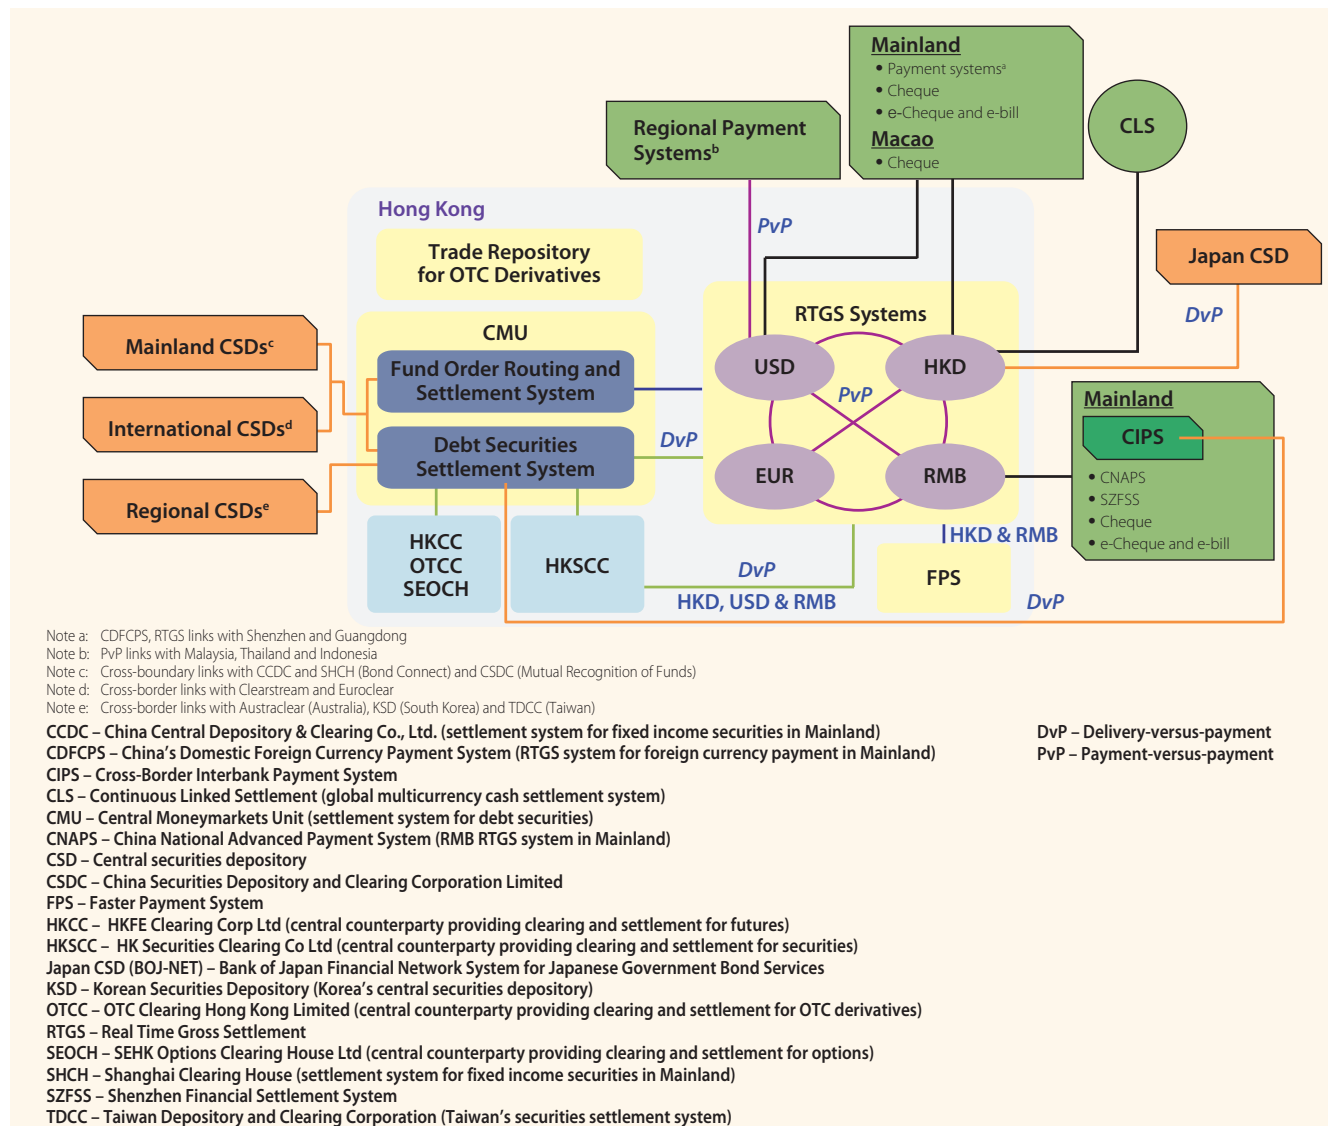 Mainland
• Payment systemsᵃ
• Cheque
• e-Cheque and e-bill
Macao
• Cheque
CLS
Regional Payment
Systemsᵇ
Hong Kong
PvP
Trade Repository
for OTC Derivatives
Japan CSD
DvP
RTGS Systems
CMU
Mainland CSDsᶜ
Fund Order Routing and
Settlement System
USD
HKD
PvP
International CSDsᵈ
Debt Securities
Settlement System
DvP
EUR
RMB
Mainland
CIPS
• CNAPS
• SZFSS
• Cheque
• e-Cheque and e-bill
Regional CSDsᵉ
HKCC
OTCC
SEOCH
HKSCC
DvP
HKD, USD & RMB
HKD & RMB
FPS
DvP
Note a: CDFCPS, RTGS links with Shenzhen and Guangdong
Note b: PvP links with Malaysia, Thailand and Indonesia
Note c: Cross-boundary links with CCDC and SHCH (Bond Connect) and CSDC (Mutual Recognition of Funds)
Note d: Cross-border links with Clearstream and Euroclear
Note e: Cross-border links with Austraclear (Australia), KSD (South Korea) and TDCC (Taiwan)
CCDC – China Central Depository & Clearing Co., Ltd. (settlement system for fixed income securities in Mainland)
CDFCPS – China's Domestic Foreign Currency Payment System (RTGS system for foreign currency payment in Mainland)
CIPS – Cross-Border Interbank Payment System
CLS – Continuous Linked Settlement (global multicurrency cash settlement system)
CMU – Central Moneymarkets Unit (settlement system for debt securities)
CNAPS – China National Advanced Payment System (RMB RTGS system in Mainland)
CSD – Central securities depository
CSDC – China Securities Depository and Clearing Corporation Limited
FPS – Faster Payment System
HKCC – HKFE Clearing Corp Ltd (central counterparty providing clearing and settlement for futures)
HKSCC – HK Securities Clearing Co Ltd (central counterparty providing clearing and settlement for securities)
Japan CSD (BOJ-NET) – Bank of Japan Financial Network System for Japanese Government Bond Services
KSD – Korean Securities Depository (Korea's central securities depository)
OTCC – OTC Clearing Hong Kong Limited (central counterparty providing clearing and settlement for OTC derivatives)
RTGS – Real Time Gross Settlement
SEOCH – SEHK Options Clearing House Ltd (central counterparty providing clearing and settlement for options)
SHCH – Shanghai Clearing House (settlement system for fixed income securities in Mainland)
SZFSS – Shenzhen Financial Settlement System
TDCC – Taiwan Depository and Clearing Corporation (Taiwan's securities settlement system)
DvP – Delivery-versus-payment
PvP – Payment-versus-payment